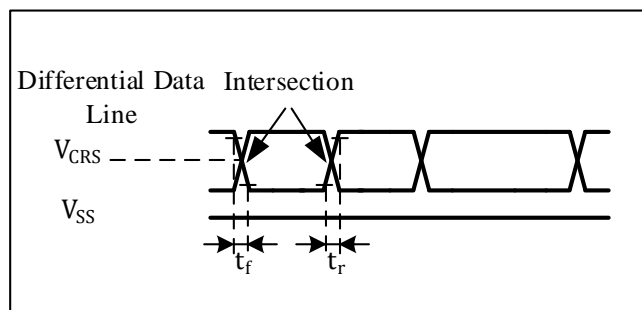 Differential Data Intersection
Line
VCRS
VSS
tf tr